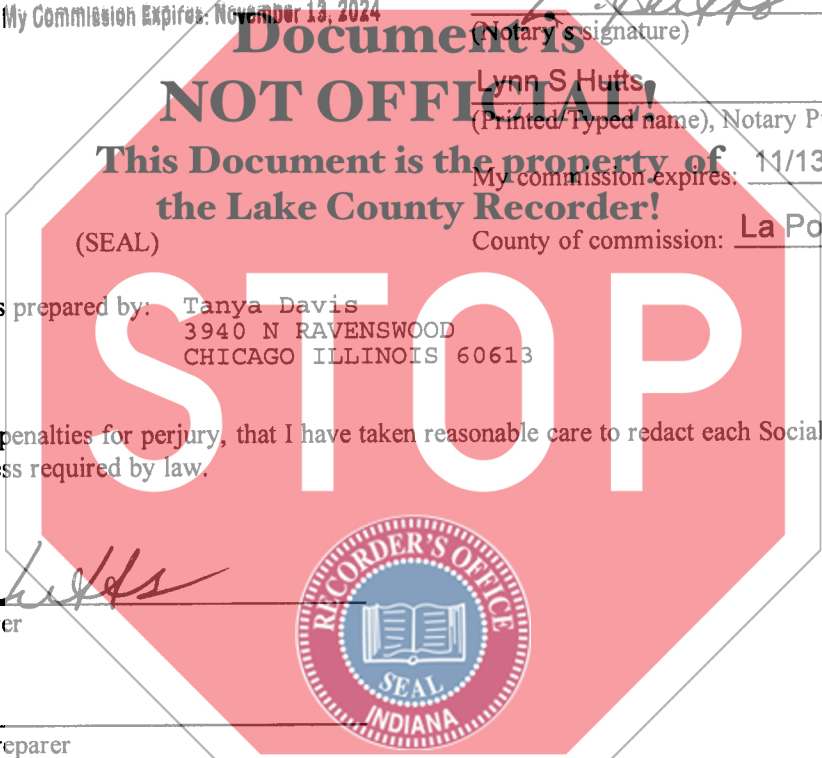 My Commission Expires: November 13, 2024
Document is
(Notary's signature)
NOT OFFICIAL!
Lynn S Hutts
(Printed/Typed name), Notary P
This Document is the property of
My commission expires: 11/13
the Lake County Recorder!
(SEAL)
County of commission: La Po
s prepared by: Tanya Davis
3940 N RAVENSWOOD
CHICAGO ILLINOIS 60613
STOP
penalties for perjury, that I have taken reasonable care to redact each Social
ss required by law.
RECORDER'S OFFICE
SEAL
INDIANA
er
eparer